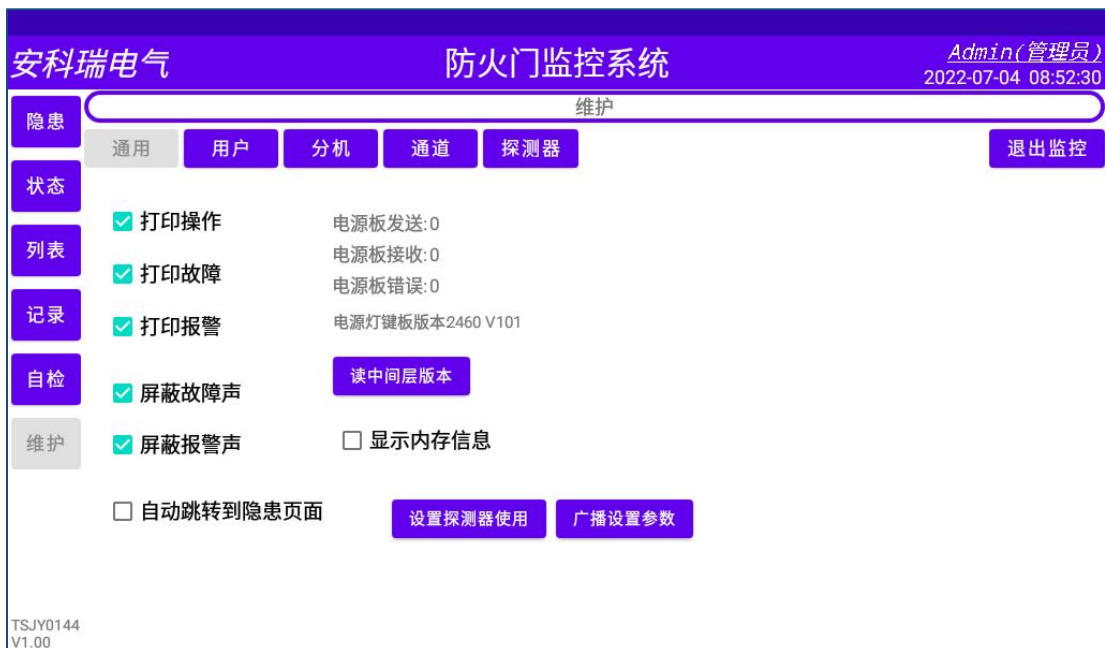 安科瑞电气
防火门监控系统
Admin(管理员)
2022-07-04 08:52:30
维护
隐患
状态
列表
记录
自检
维护
通用 用户 分机 通道 探测器 退出监控
打印操作
打印故障
打印报警
屏蔽故障声
屏蔽报警声
自动跳转到隐患页面
电源板发送:0
电源板接收:0
电源板错误:0
电源灯键板版本2460 V101
读中间层版本
显示内存信息
设置探测器使用 广播设置参数
TSJY0144
V1.00